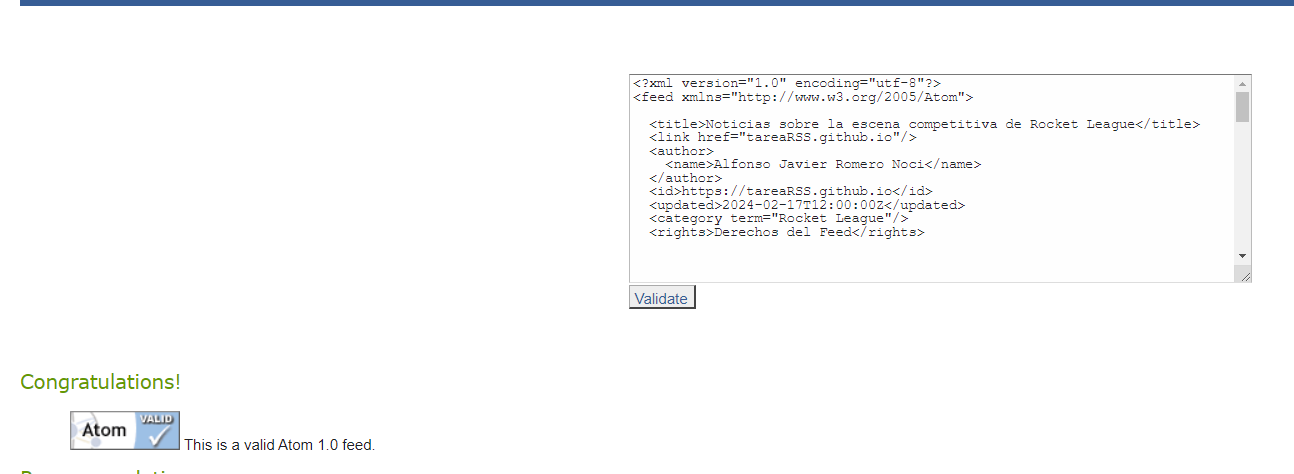 <?xml version="1.0" encoding="utf-8"?>
<feed xmlns="http://www.w3.org/2005/Atom">
<title>Noticias sobre la escena competitiva de Rocket League</title>
<link href="tareaRSS.github.io"/>
<author>
<name>Alfonso Javier Romero Noci</name>
</author>
<id>https://tareaRSS.github.io</id>
<updated>2024-02-17T12:00:00Z</updated>
<category term="Rocket League"/>
<rights>Derechos del Feed</rights>
Validate
Congratulations!
Atom VALID This is a valid Atom 1.0 feed.